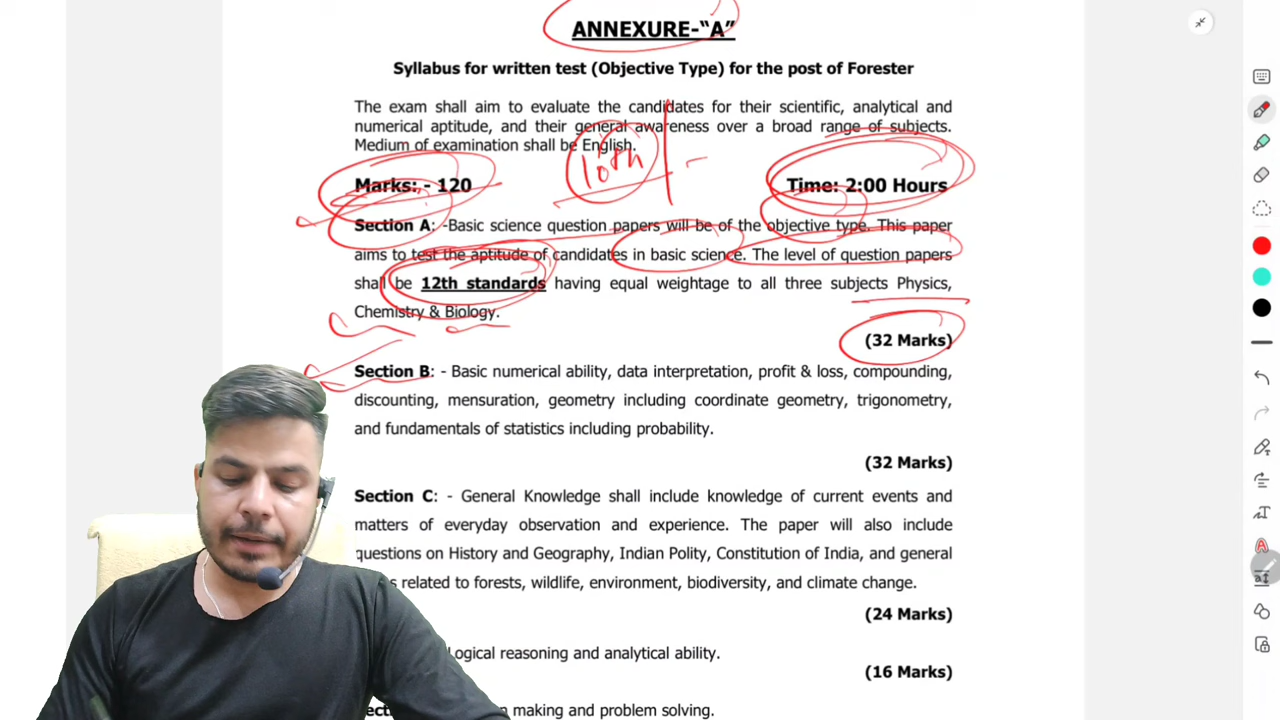 ANNEXURE-“A”
Syllabus for written test (Objective Type) for the post of Forester
The exam shall aim to evaluate the candidates for their scientific, analytical and
numerical aptitude, and their general awareness over a broad range of subjects.
Medium of examination shall be English.
10th
Marks: - 120 Time: 2:00 Hours
Section A: -Basic science question papers will be of the objective type. This paper
aims to test the aptitude of candidates in basic science. The level of question papers
shall be 12th standards having equal weightage to all three subjects Physics,
Chemistry & Biology.
(32 Marks)
Section B: - Basic numerical ability, data interpretation, profit & loss, compounding,
discounting, mensuration, geometry including coordinate geometry, trigonometry,
and fundamentals of statistics including probability.
(32 Marks)
Section C: - General Knowledge shall include knowledge of current events and
matters of everyday observation and experience. The paper will also include
questions on History and Geography, Indian Polity, Constitution of India, and general
related to forests, wildlife, environment, biodiversity, and climate change.
(24 Marks)
Logical reasoning and analytical ability.
(16 Marks)
making and problem solving.